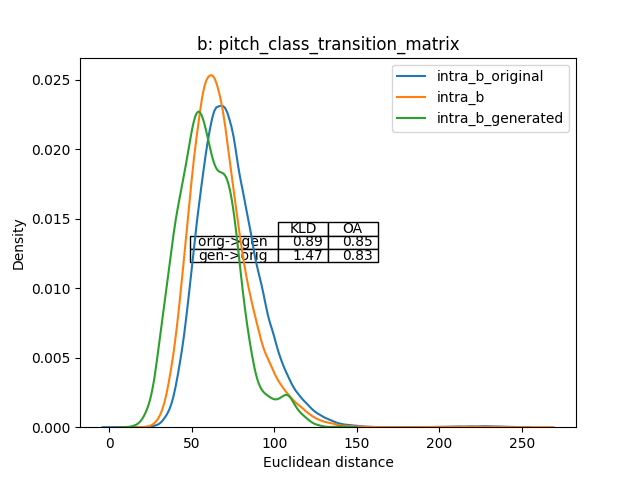 b: pitch_class_transition_matrix
intra_b_original
intra_b
intra_b_generated
Density
0.025
0.020
0.015
0.010
0.005
0.000
KLD OA
orig->gen 0.89 0.85
gen->orig 1.47 0.83
0 50 100 150 200 250
Euclidean distance